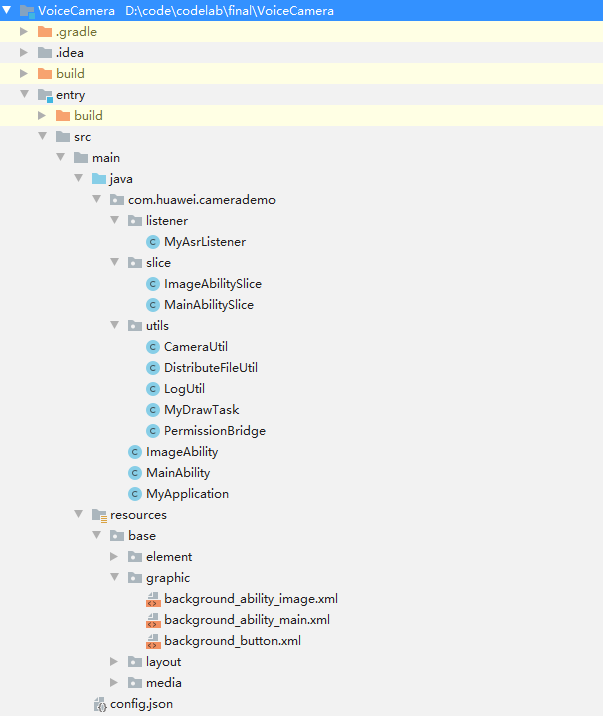 VoiceCamera D:\code\codelab\final\VoiceCamera
.gradle
.idea
build
entry
build
src
main
java
com.huawei.camerademo
listener
MyAsrListener
slice
ImageAbilitySlice
MainAbilitySlice
utils
CameraUtil
DistributeFileUtil
LogUtil
MyDrawTask
PermissionBridge
ImageAbility
MainAbility
MyApplication
resources
base
element
graphic
background_ability_image.xml
background_ability_main.xml
background_button.xml
layout
media
config.json